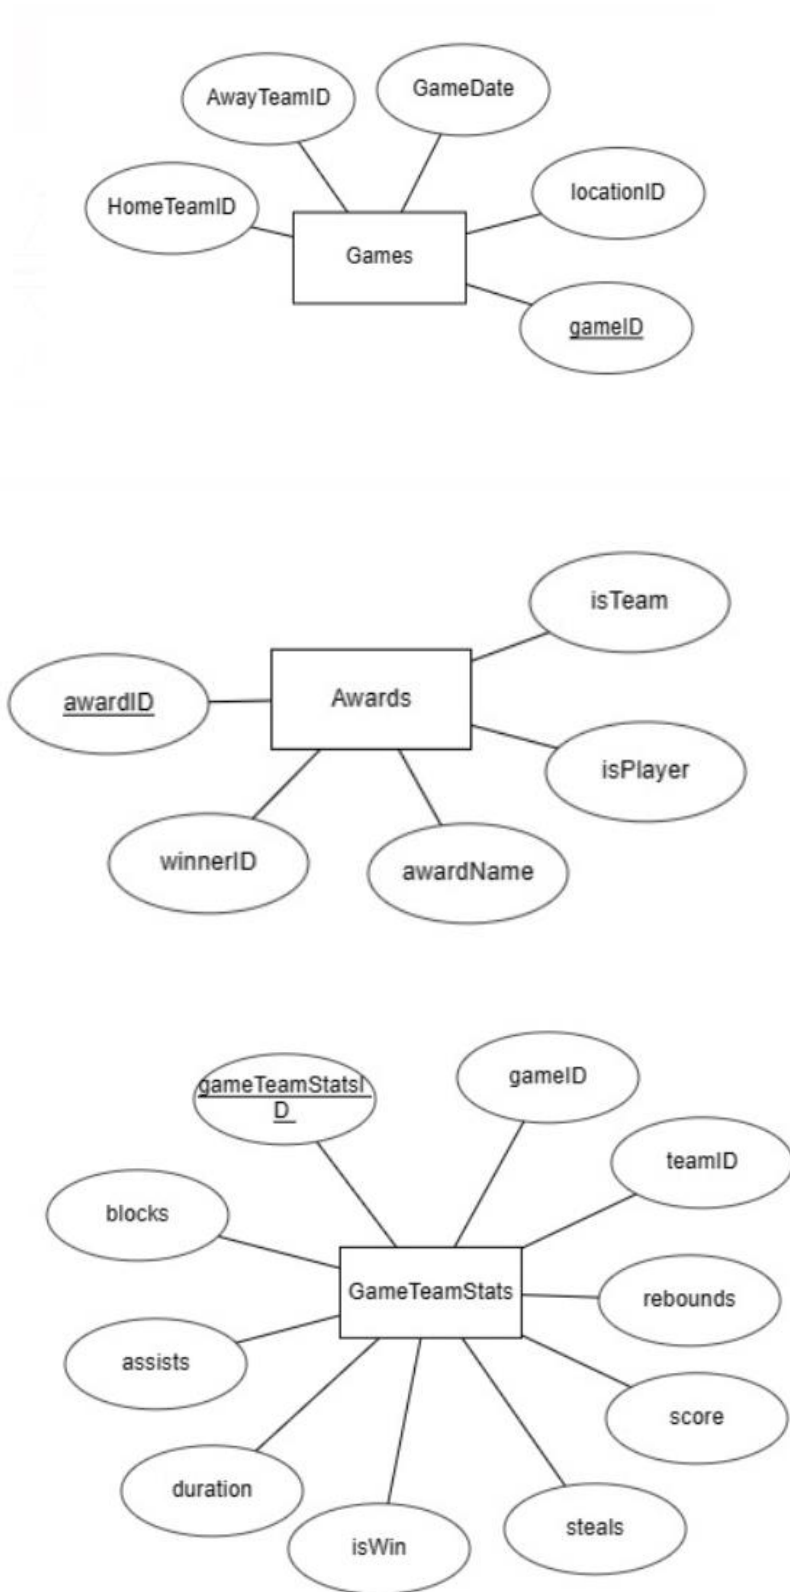 AwayTeamID
GameDate
HomeTeamID
locationID
Games
gameID
isTeam
awardID
Awards
isPlayer
winnerID
awardName
gameTeamStatsI
D
gameID
teamID
blocks
GameTeamStats
rebounds
assists
score
duration
steals
isWin